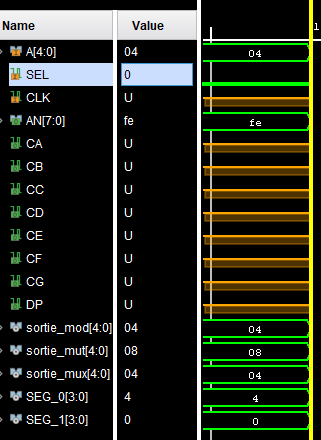 Name Value
1
A[4:0] 04 04
SEL 0
CLK U
AN[7:0] fe fe
CA U
CB U
CC U
CD U
CE U
CF U
CG U
DP U
sortie_mod[4:0] 04 04
sortie_mut[4:0] 08 08
sortie_mux[4:0] 04 04
SEG_0[3:0] 4 4
SEG_1[3:0] 0 0